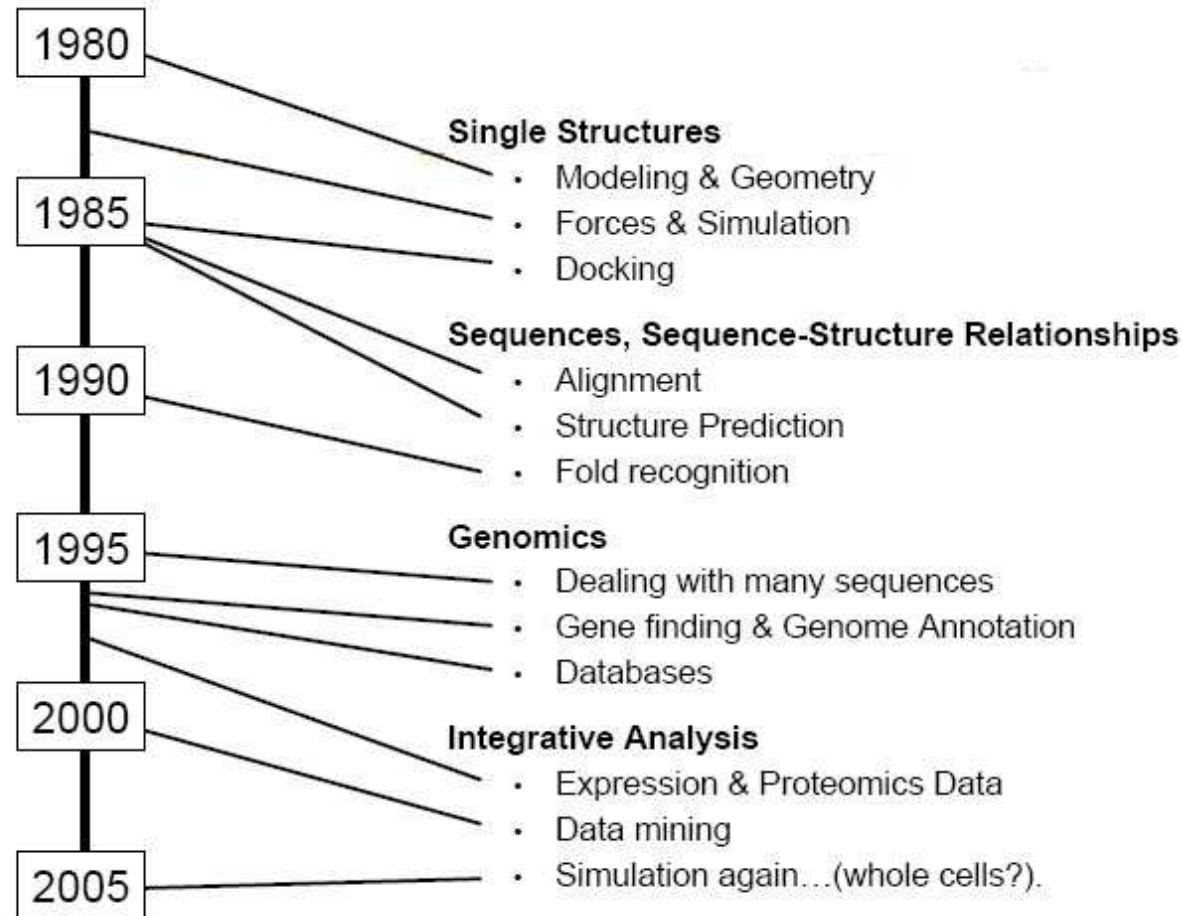 1980
Single Structures
· Modeling & Geometry
· Forces & Simulation
1985
· Docking
Sequences, Sequence-Structure Relationships
1990
· Alignment
· Structure Prediction
· Fold recognition
1995
Genomics
· Dealing with many sequences
· Gene finding & Genome Annotation
· Databases
2000
Integrative Analysis
· Expression & Proteomics Data
· Data mining
2005
· Simulation again...(whole cells?).